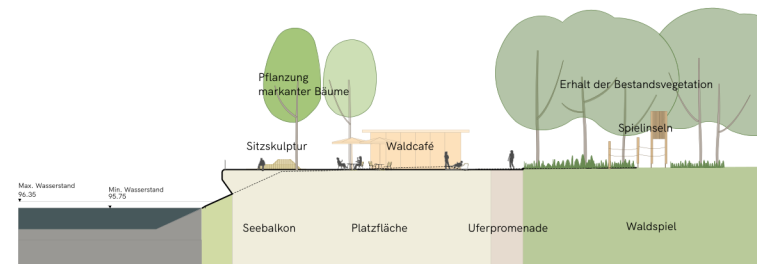 Pflanzung
markanter Bäume
Erhalt der Bestandsvegetation
Spielinseln
Sitzskulptur
Waldcafé
Max. Wasserstand
96.35
Min. Wasserstand
95.75
Seebalkon
Platzfläche
Uferpromenade
Waldspiel